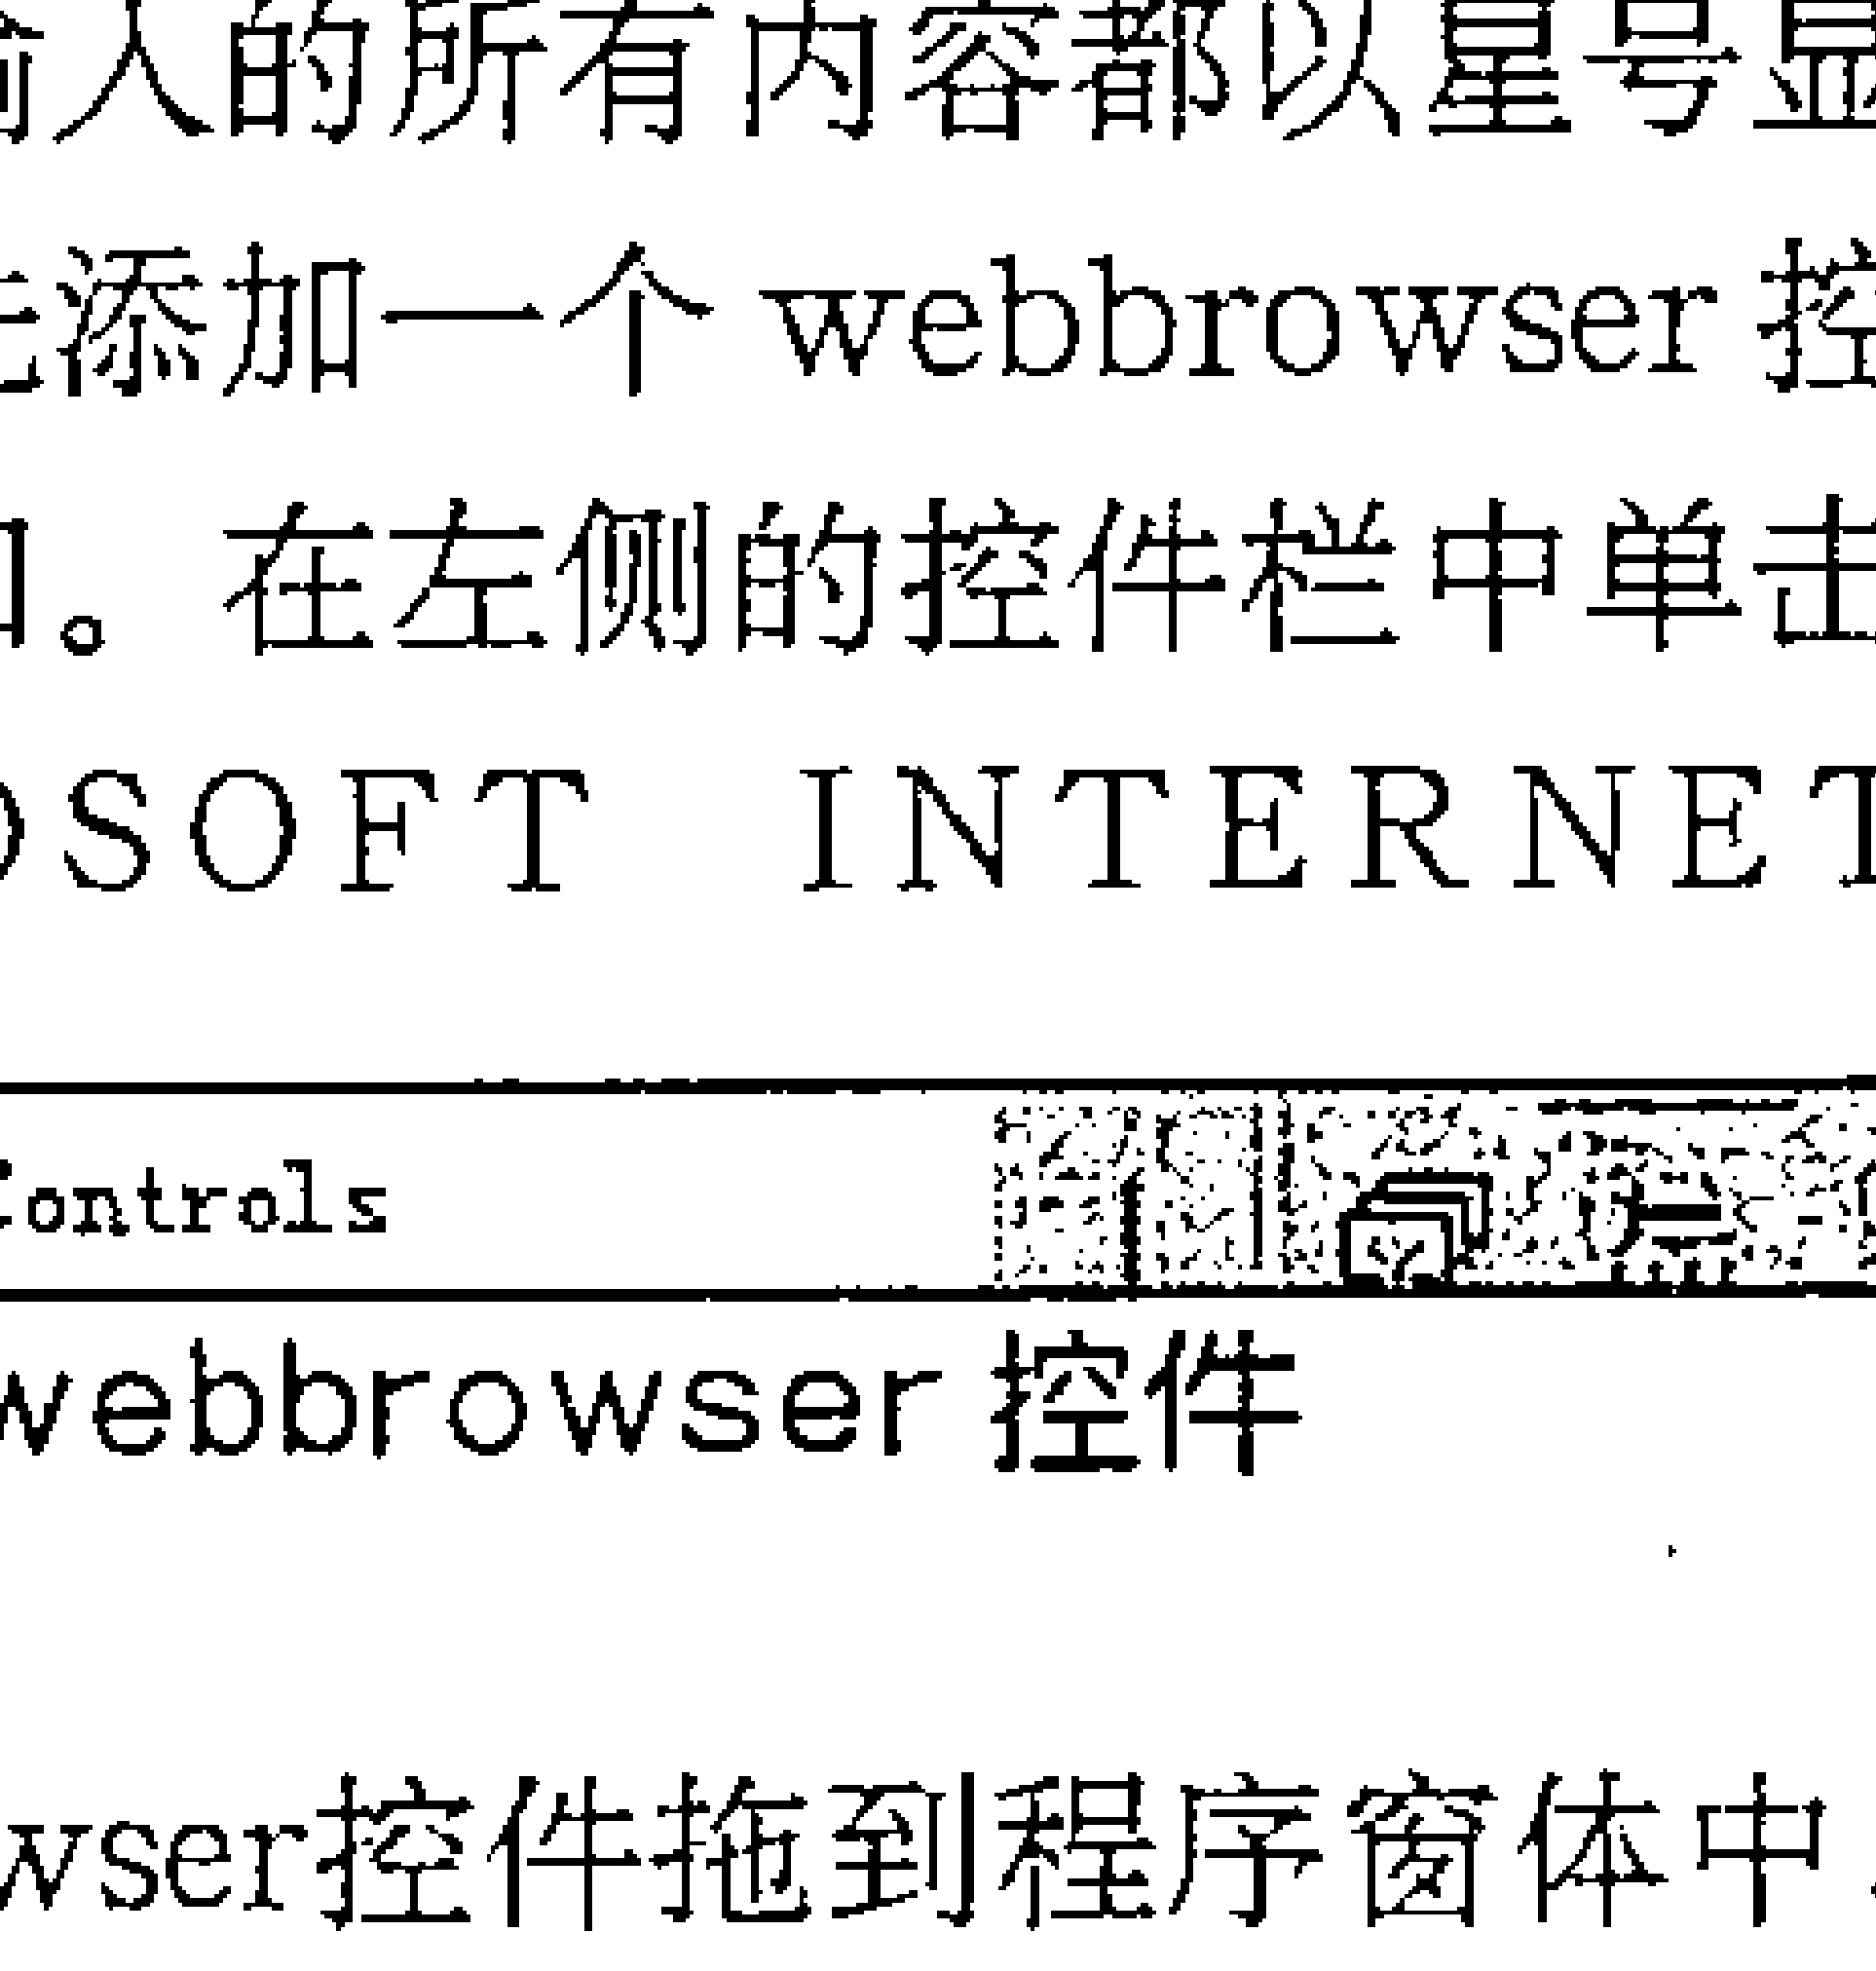 输入的所有内容都以星号显
先添加一个 webbrowser 控
。在左侧的控件栏中单击
OSOFT INTERNET
Controls
webbrowser 控件
wser控件拖到程序窗体中